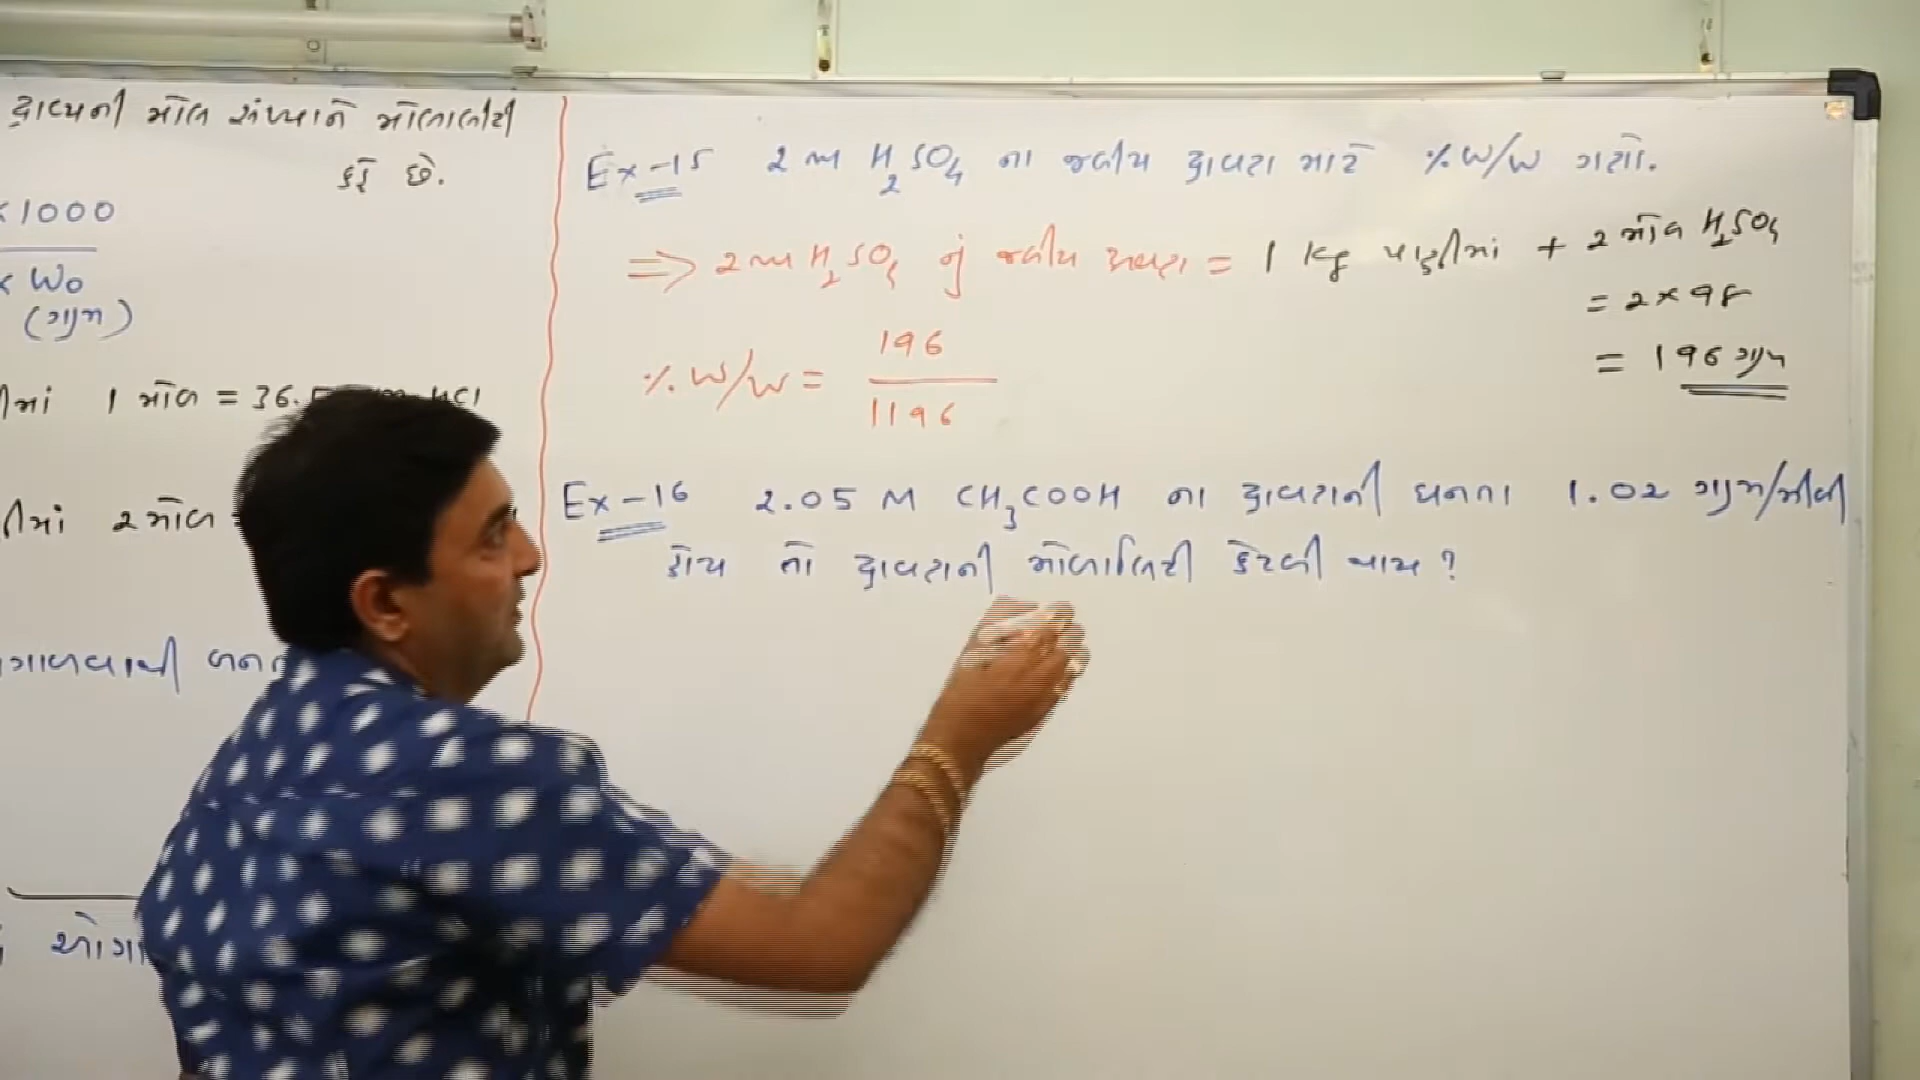 દ્રાવ્યની મોલ સંખ્યાને મોલાલીટી
કહે છે.
× 1000
× Wo
(ગ્રામ)
1 મોલ = 36.5
2 મોલ
ઓગાળવાથી
Ex-15 2 m H2SO4 ના જલીય દ્રાવણ માટે % W/W ગણો.
⇒ 2 m H2SO4 નું જલીય દ્રાવણ = 1 kg પાણીમાં + 2 મોલ H2SO4
= 2 × 98
= 196 ગ્રામ
% W/W = 196
1196
Ex-16 2.05 M CH3COOH ના દ્રાવણની ઘનતા 1.02 ગ્રામ/મીલી
હોય તો દ્રાવણની મોલાલિટી કેટલી થાય ?